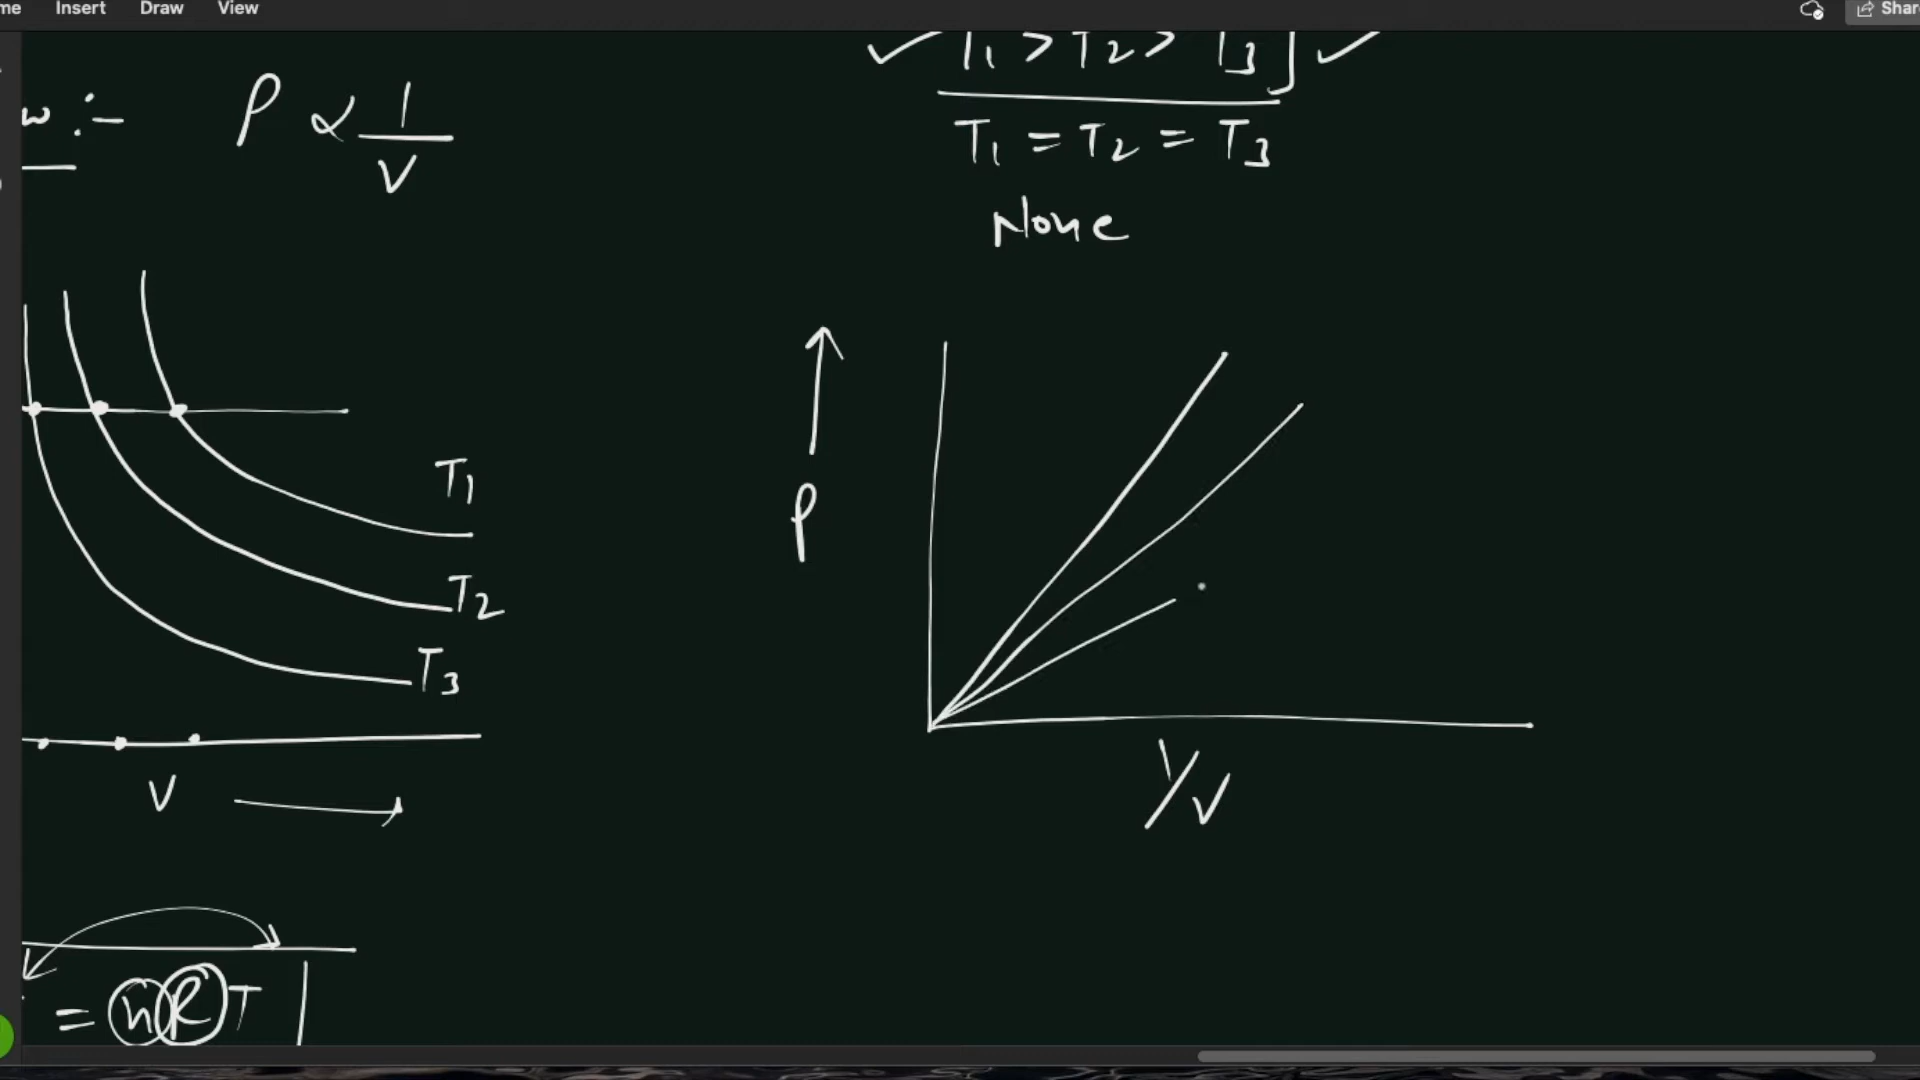 Insert Draw View
T₁ > T₂ > T₃]
w :- P ∝ 1/V
T₁ = T₂ = T₃
None
P
T₁
T₂
T₃
V
1/V
= nRT